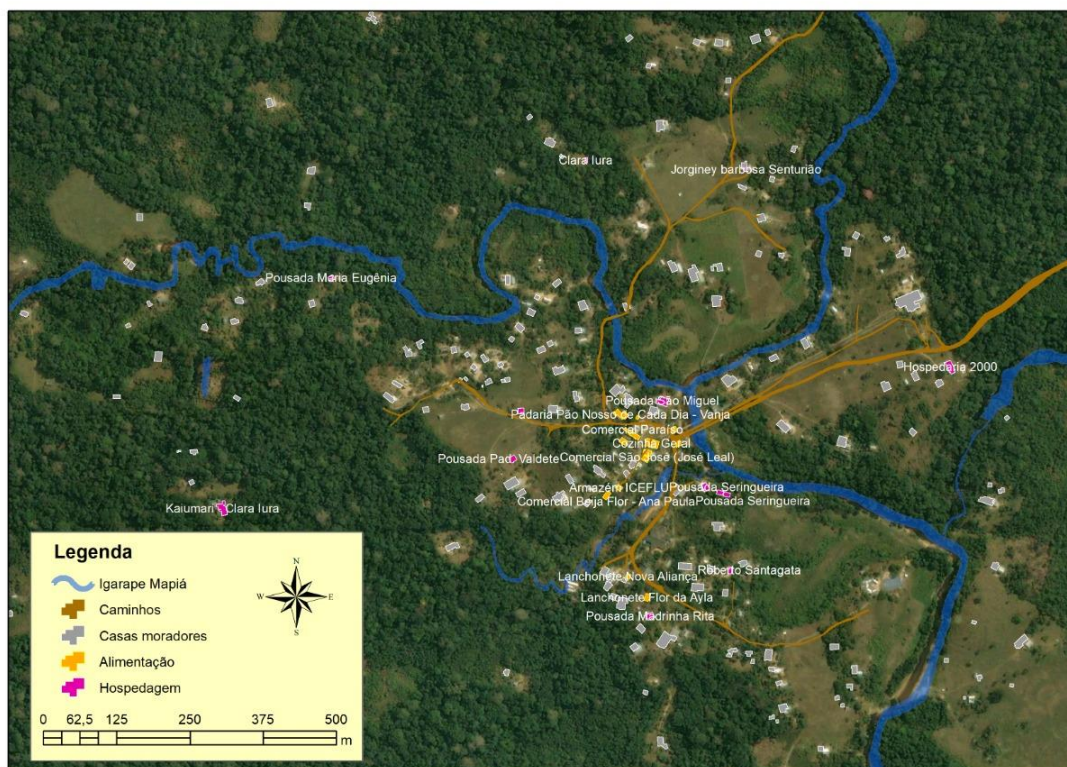 Clara Iura
Jorginey barbosa Senturião
Pousada Maria Eugênia
Hospedaria 2000
Pousada São Miguel
Padaria Pão Nosso de Cada Dia - Vanja
Comercial Paraíso
Cozinha Geral
Comercial São José (José Leal)
Pousada Pad. Valdete
Armazém ICEFLU
Pousada Seringueira
Comercial Beija Flor - Ana Paula
Pousada Seringueira
Kaiumari - Clara Iura
Lanchonete Nova Aliança
Roberto Santagata
Lanchonete Flor da Ayla
Pousada Madrinha Rita
Legenda
Igarape Mapiá
Caminhos
Casas moradores
Alimentação
Hospedagem
N
W E
S
0 62,5 125 250 375 500
m